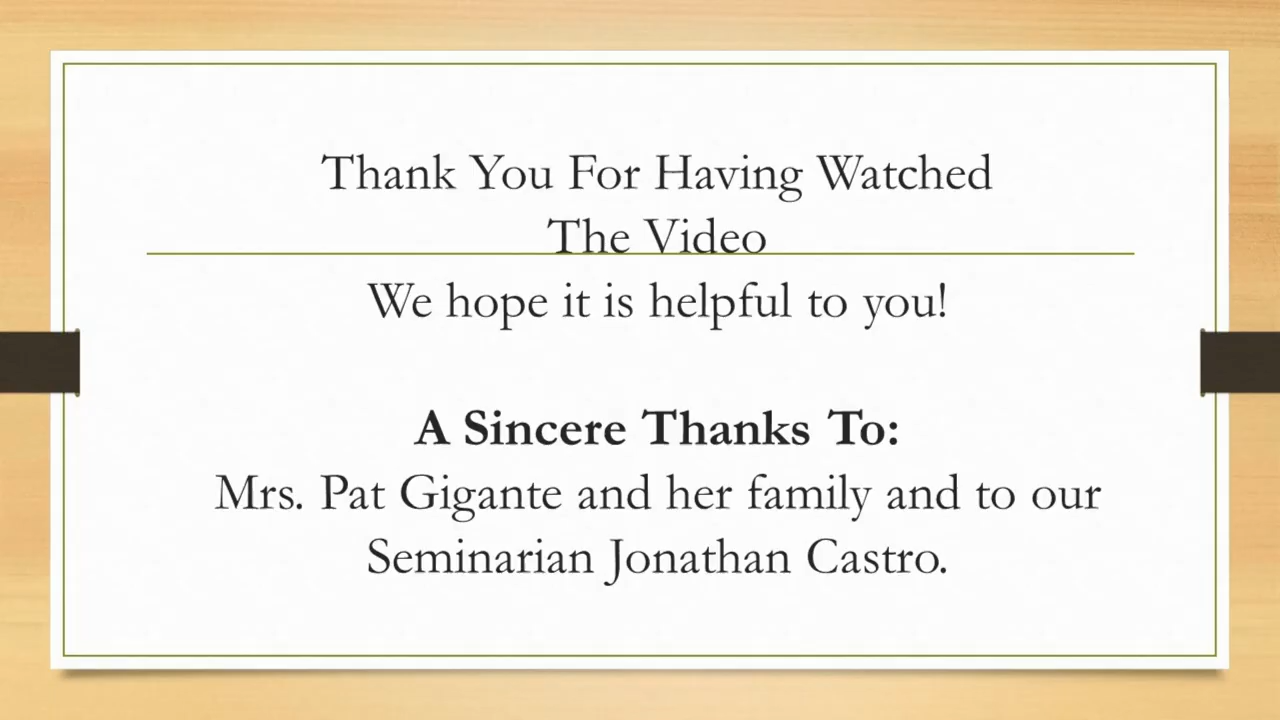 Thank You For Having Watched
The Video
We hope it is helpful to you!
A Sincere Thanks To:
Mrs. Pat Gigante and her family and to our
Seminarian Jonathan Castro.